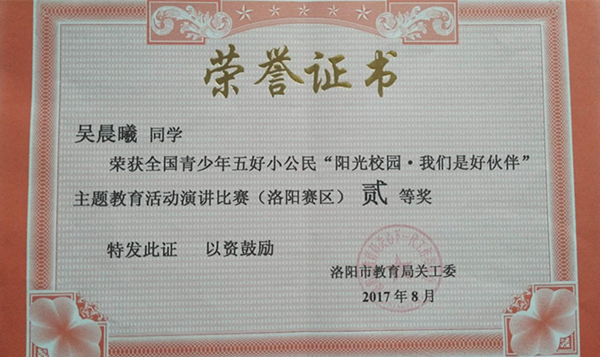 荣誉证书
吴晨曦 同学
荣获全国青少年五好小公民“阳光校园·我们是好伙伴”
主题教育活动演讲比赛（洛阳赛区）贰等奖
特发此证 以资鼓励
洛阳市教育局关工委
2017年8月